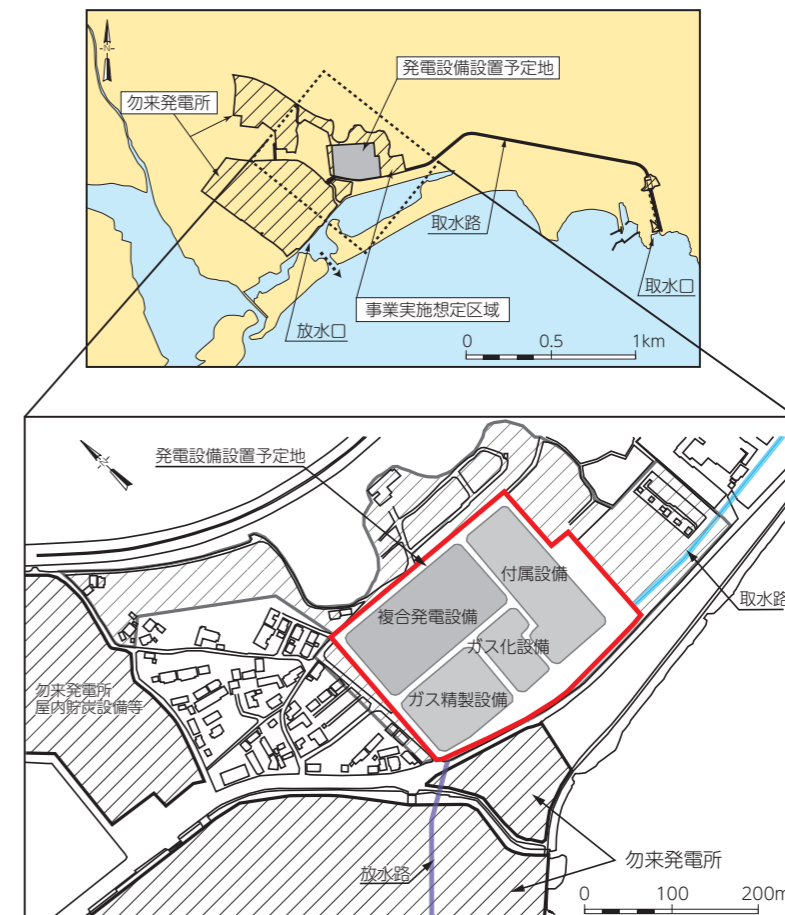 N
発電設備設置予定地
勿来発電所
取水路
取水口
事業実施想定区域
放水口
0 0.5 1km
N
発電設備設置予定地
付属設備
複合発電設備
取水路
ガス化設備
勿来発電所
屋内貯炭設備等
ガス精製設備
勿来発電所
放水路
0 100 200m